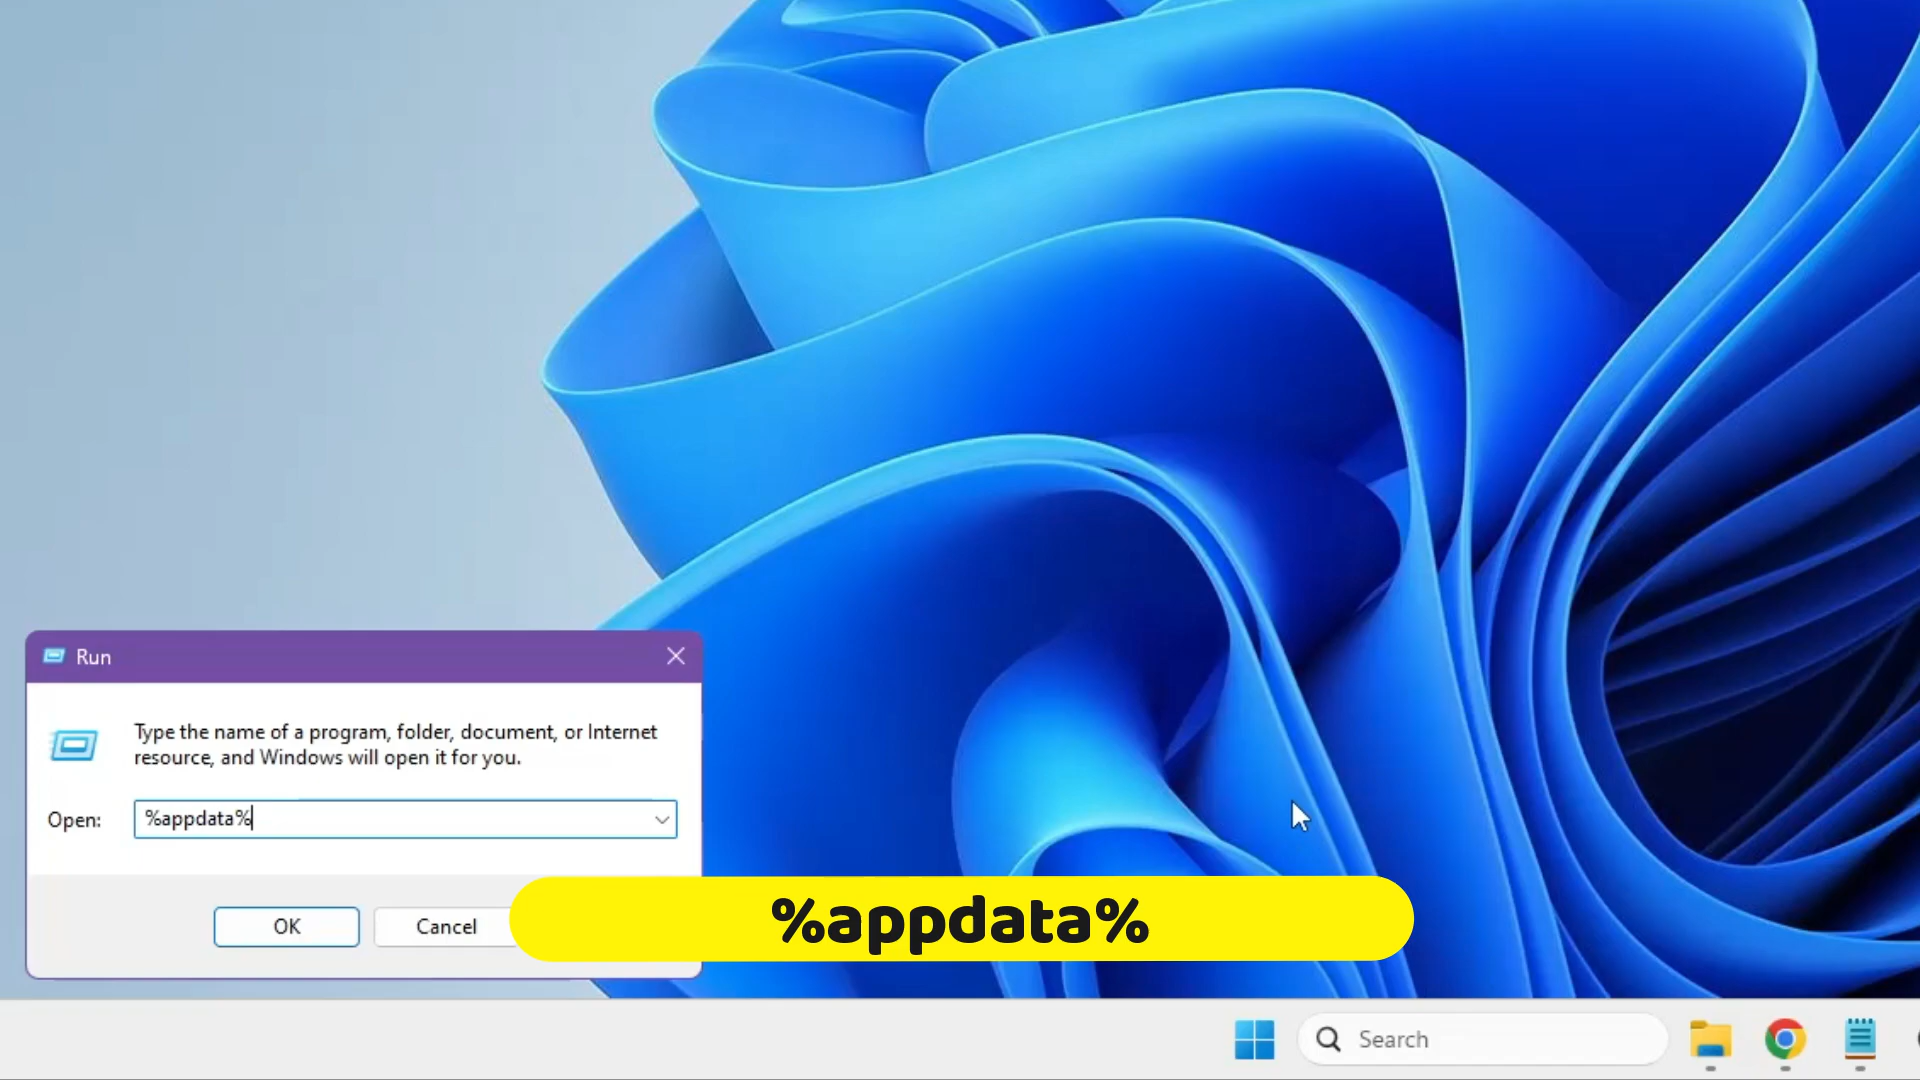 Run
Type the name of a program, folder, document, or Internet
resource, and Windows will open it for you.
Open: %appdata%
OK Cancel
%appdata%
Search